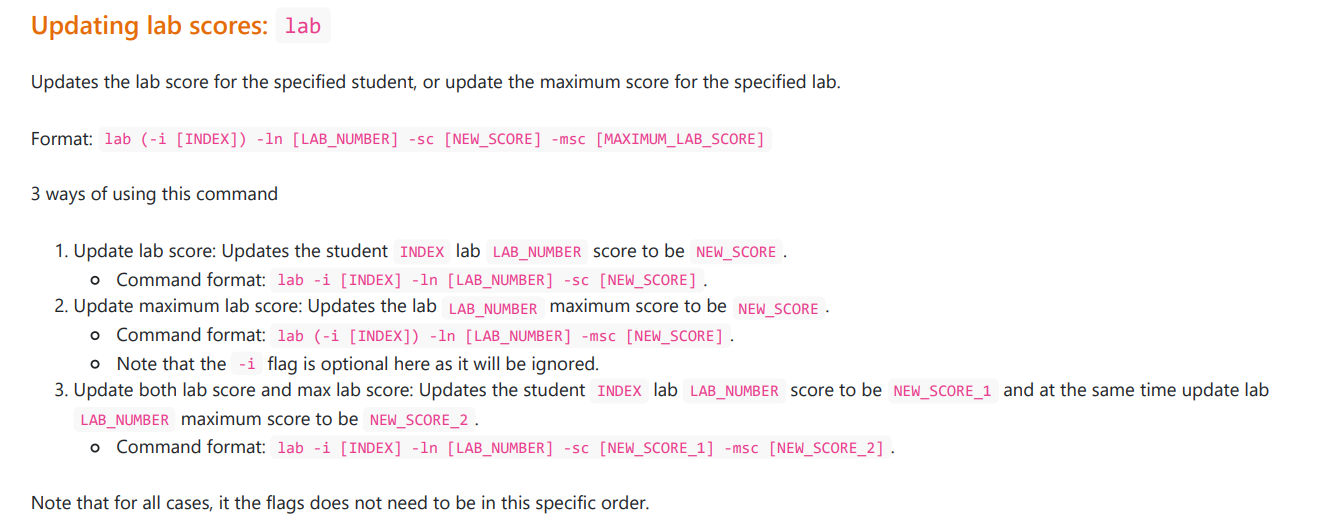 Updating lab scores: lab
Updates the lab score for the specified student, or update the maximum score for the specified lab.
Format: lab (-i [INDEX]) -ln [LAB_NUMBER] -sc [NEW_SCORE] -msc [MAXIMUM_LAB_SCORE]
3 ways of using this command
1. Update lab score: Updates the student INDEX lab LAB_NUMBER score to be NEW_SCORE .
Command format: lab -i [INDEX] -ln [LAB_NUMBER] -sc [NEW_SCORE] .
2. Update maximum lab score: Updates the lab LAB_NUMBER maximum score to be NEW_SCORE .
Command format: lab (-i [INDEX]) -ln [LAB_NUMBER] -msc [NEW_SCORE] .
Note that the -i flag is optional here as it will be ignored.
3. Update both lab score and max lab score: Updates the student INDEX lab LAB_NUMBER score to be NEW_SCORE_1 and at the same time update lab
LAB_NUMBER maximum score to be NEW_SCORE_2 .
Command format: lab -i [INDEX] -ln [LAB_NUMBER] -sc [NEW_SCORE_1] -msc [NEW_SCORE_2] .
Note that for all cases, it the flags does not need to be in this specific order.